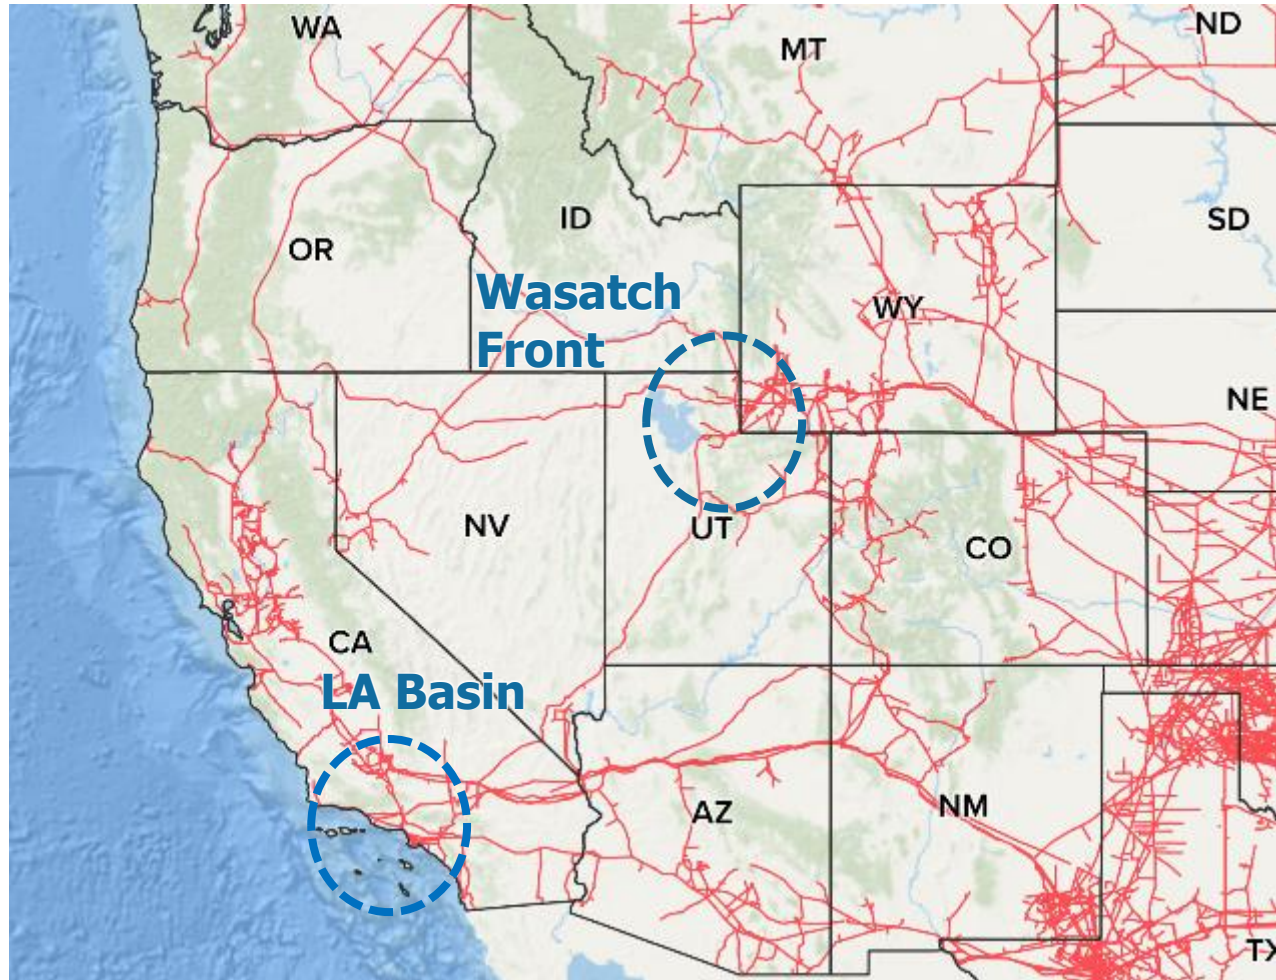 WA
MT
ND
OR
ID
SD
WY
Wasatch
Front
NE
NV
UT
CO
CA
LA Basin
AZ
NM
TX